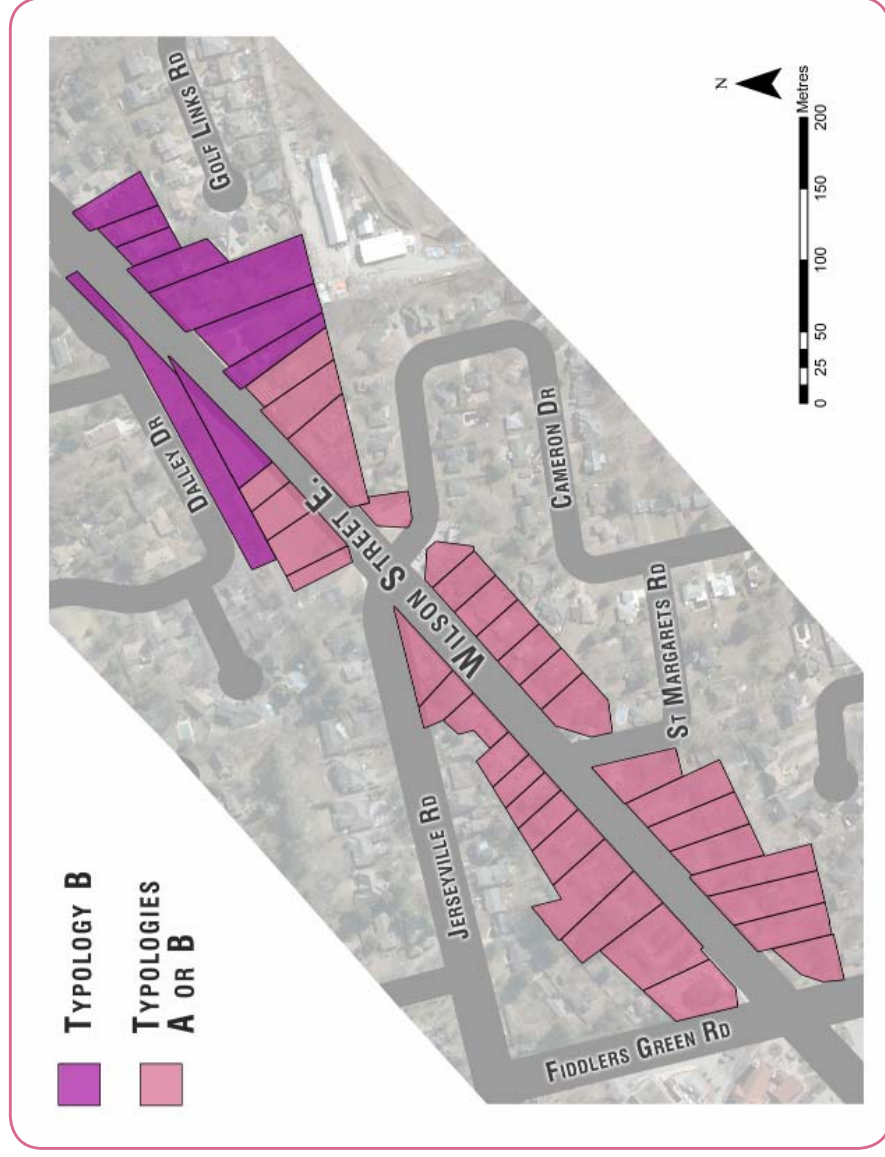 TYPOLOGY B
TYPOLOGIES
A OR B
GOLF LINKS RD
DALLEY DR
WILSON STREET E.
CAMERON DR
ST MARGARETS RD
JERSEYVILLE RD
FIDDLERS GREEN RD
N
0 25 50 100 150 200
Metres